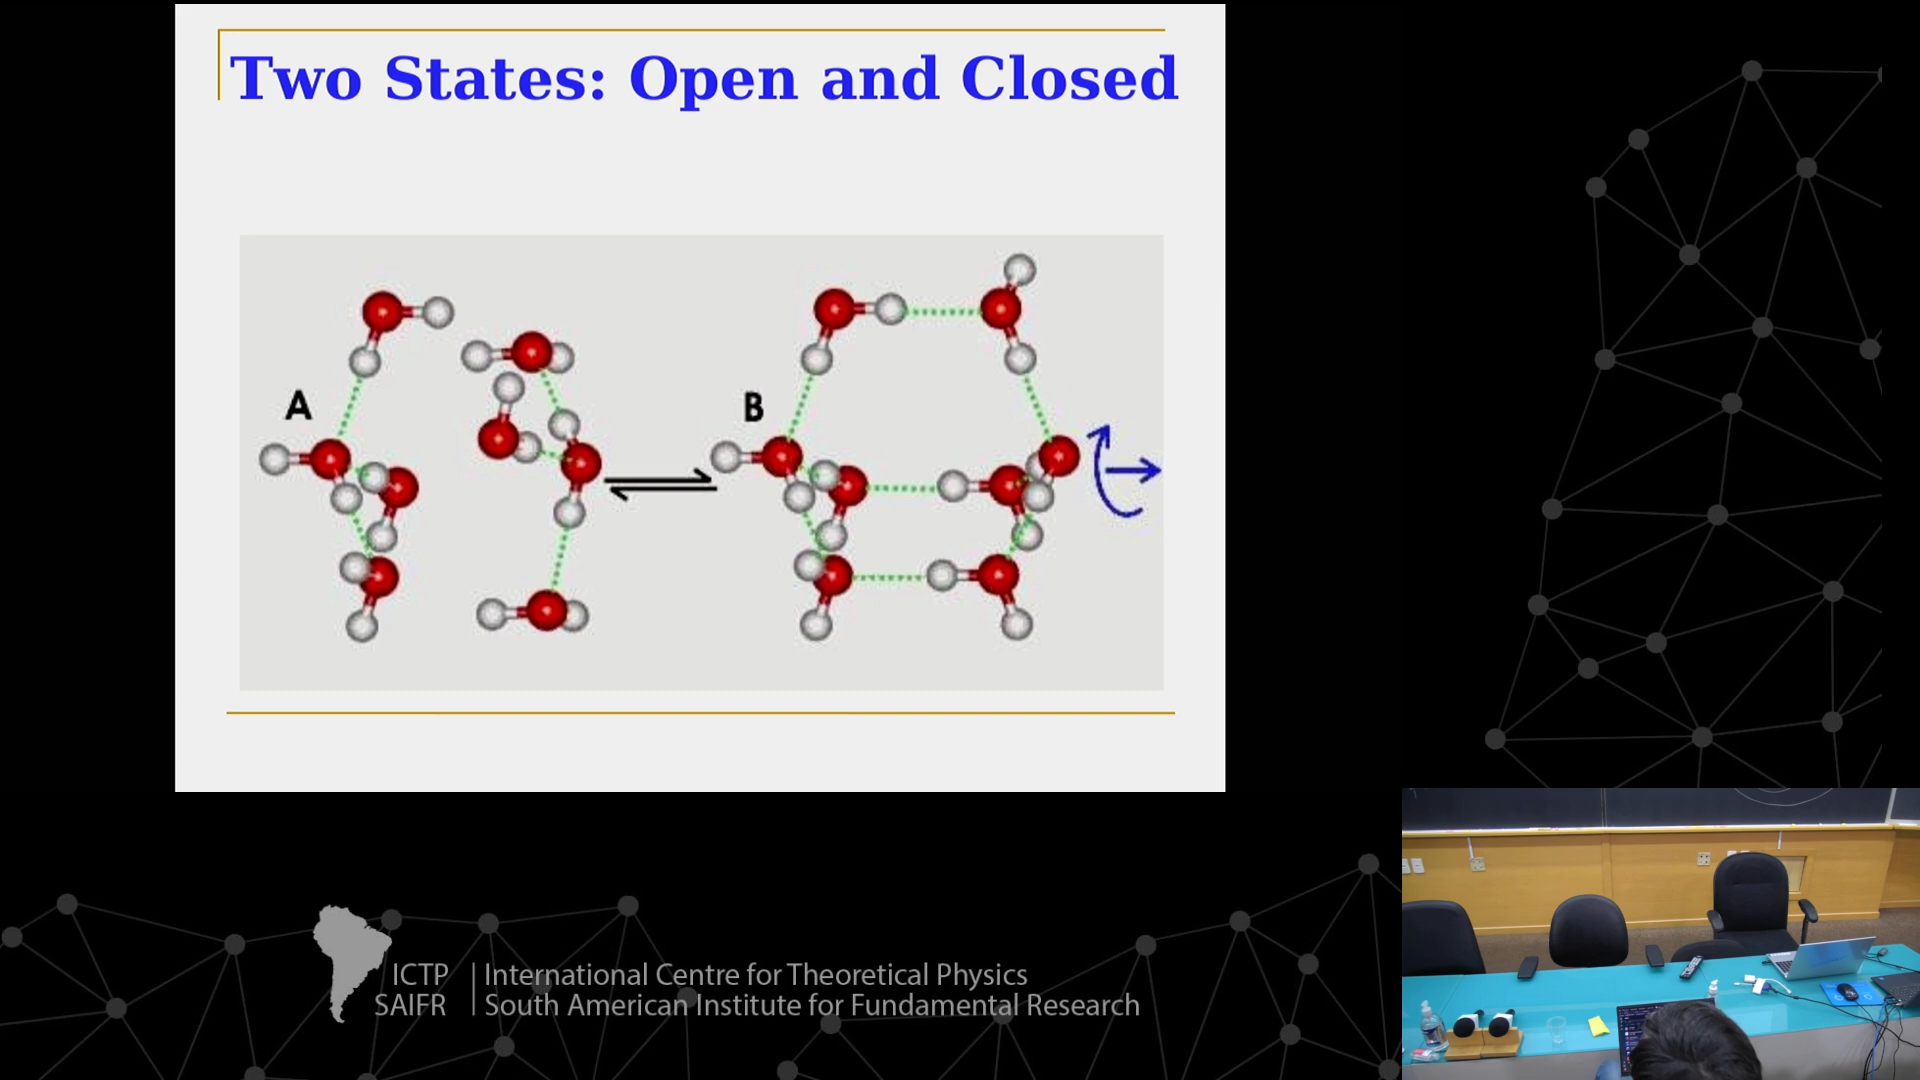 Two States: Open and Closed
A
B
ICTP | International Centre for Theoretical Physics
SAIFR | South American Institute for Fundamental Research